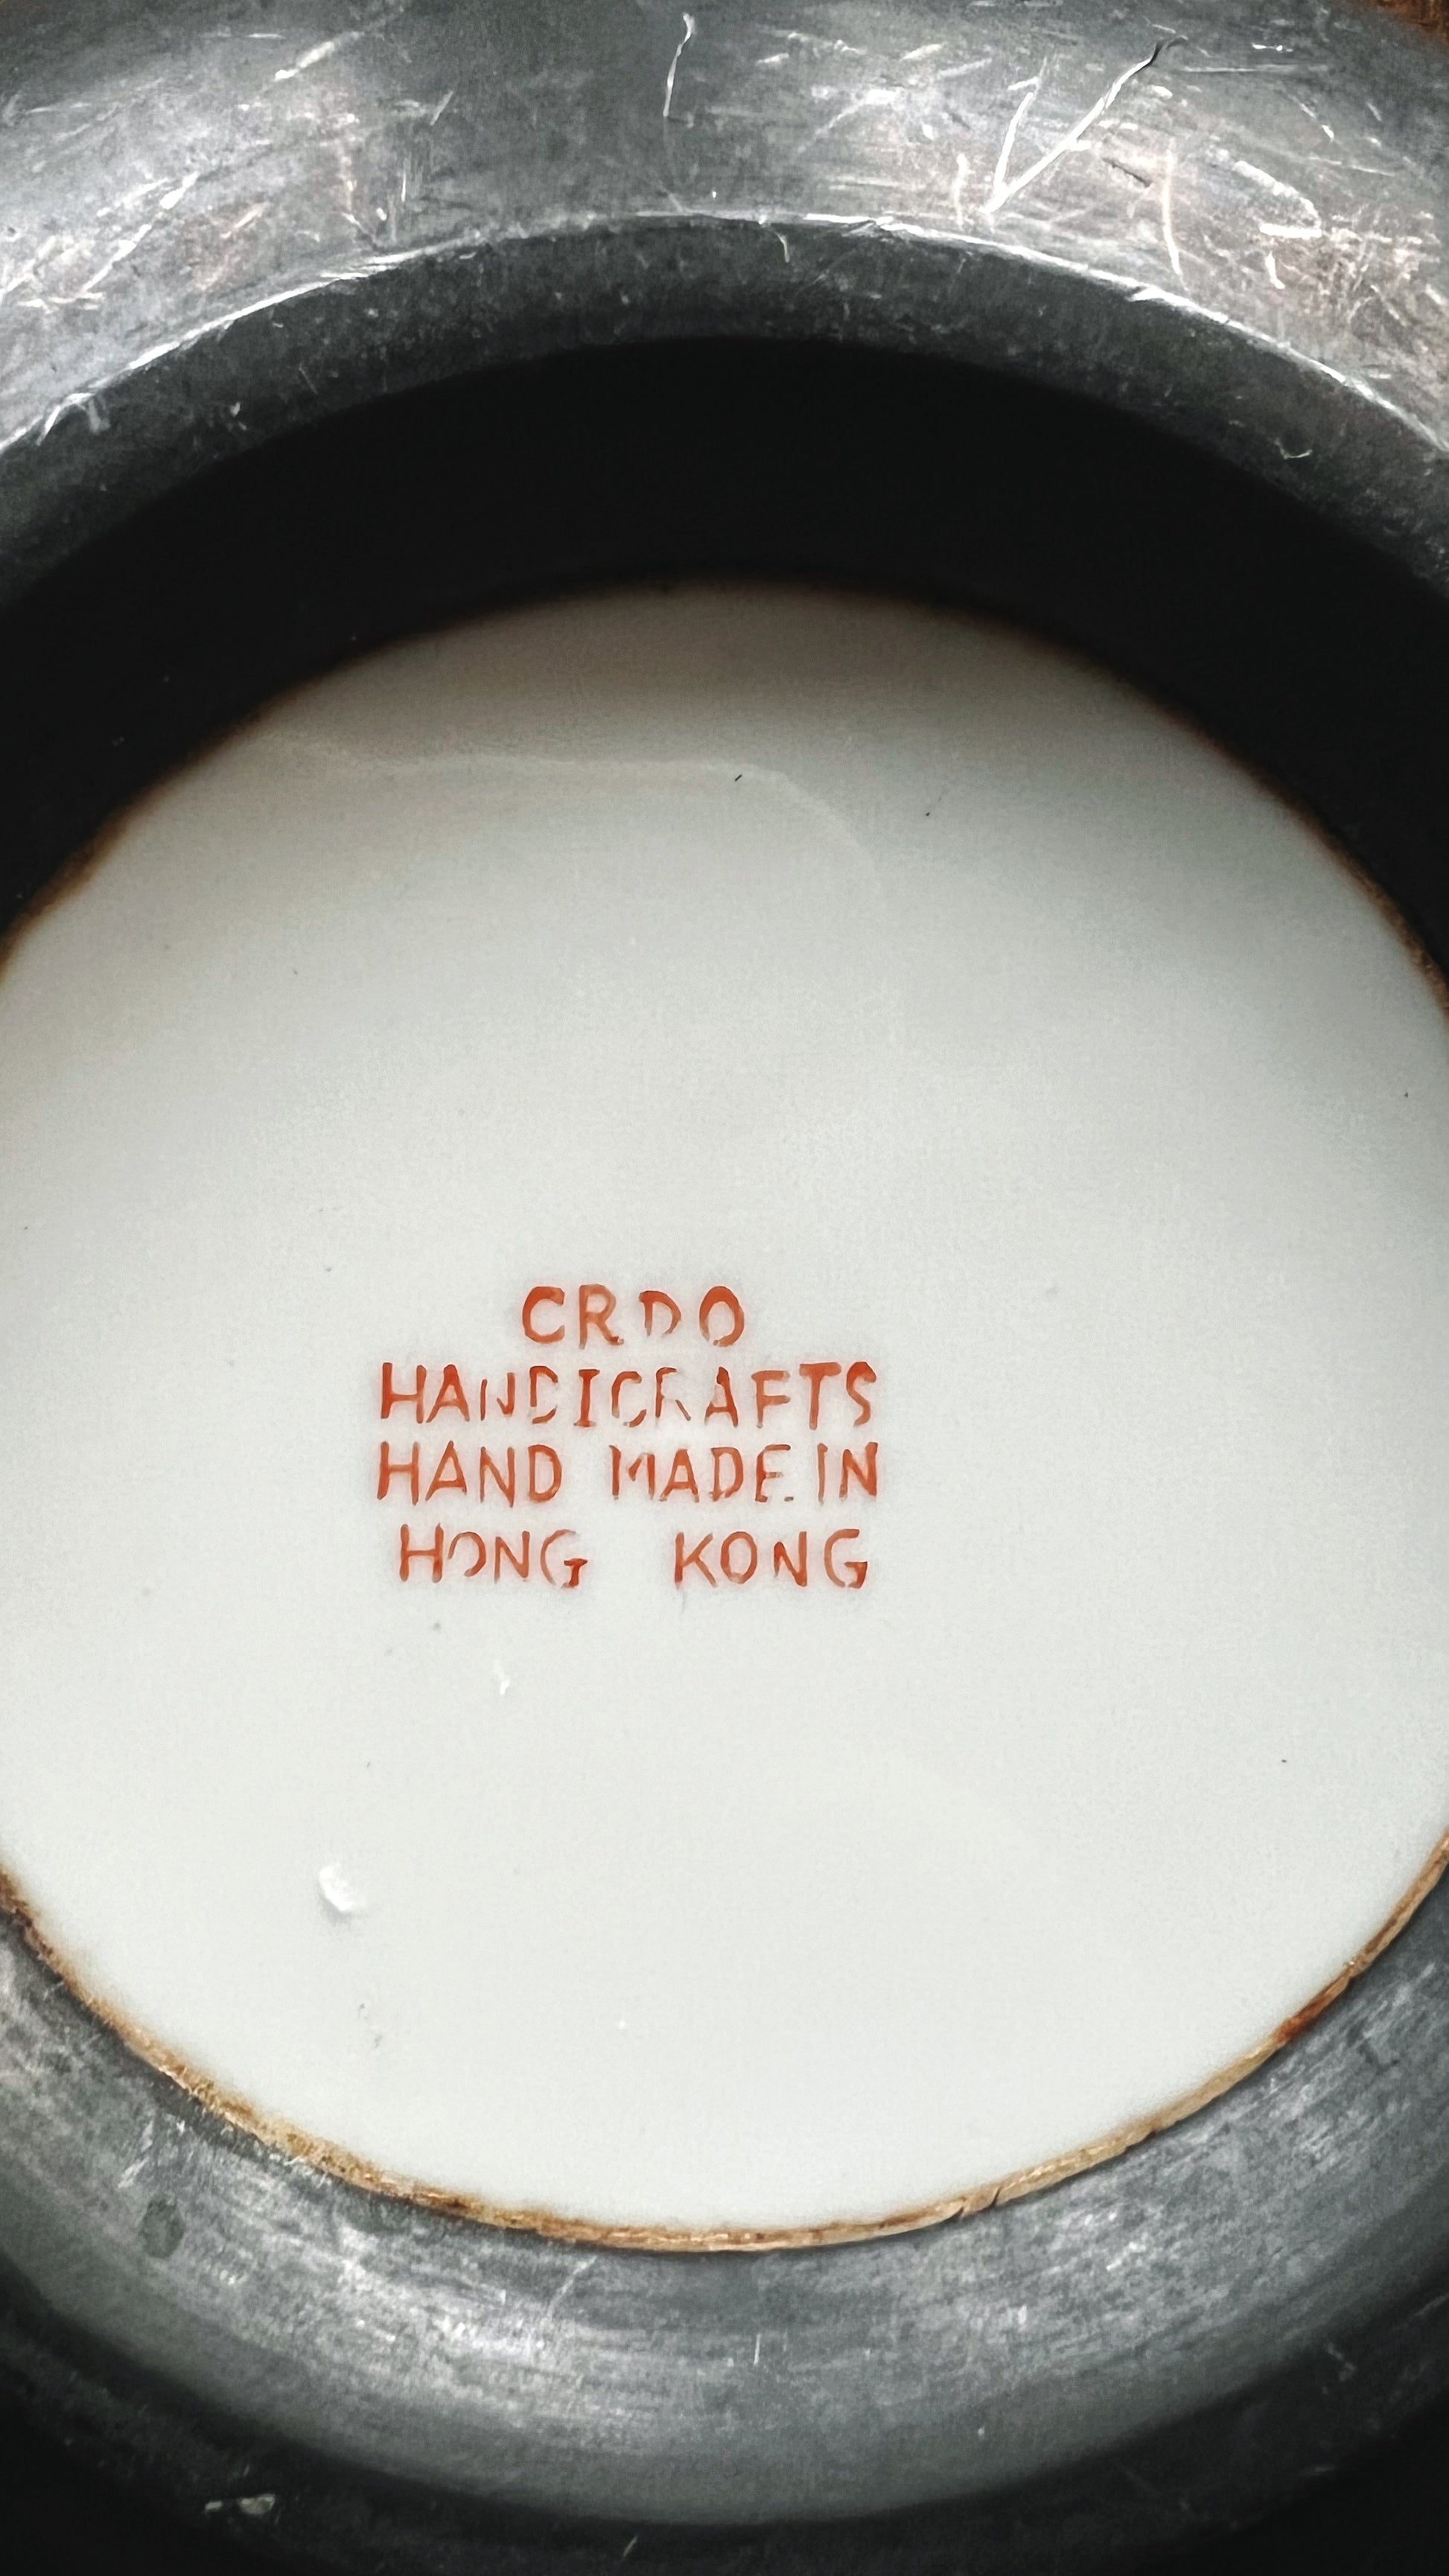 CRDO
HANDICRAFTS
HAND MADE IN
HONG KONG